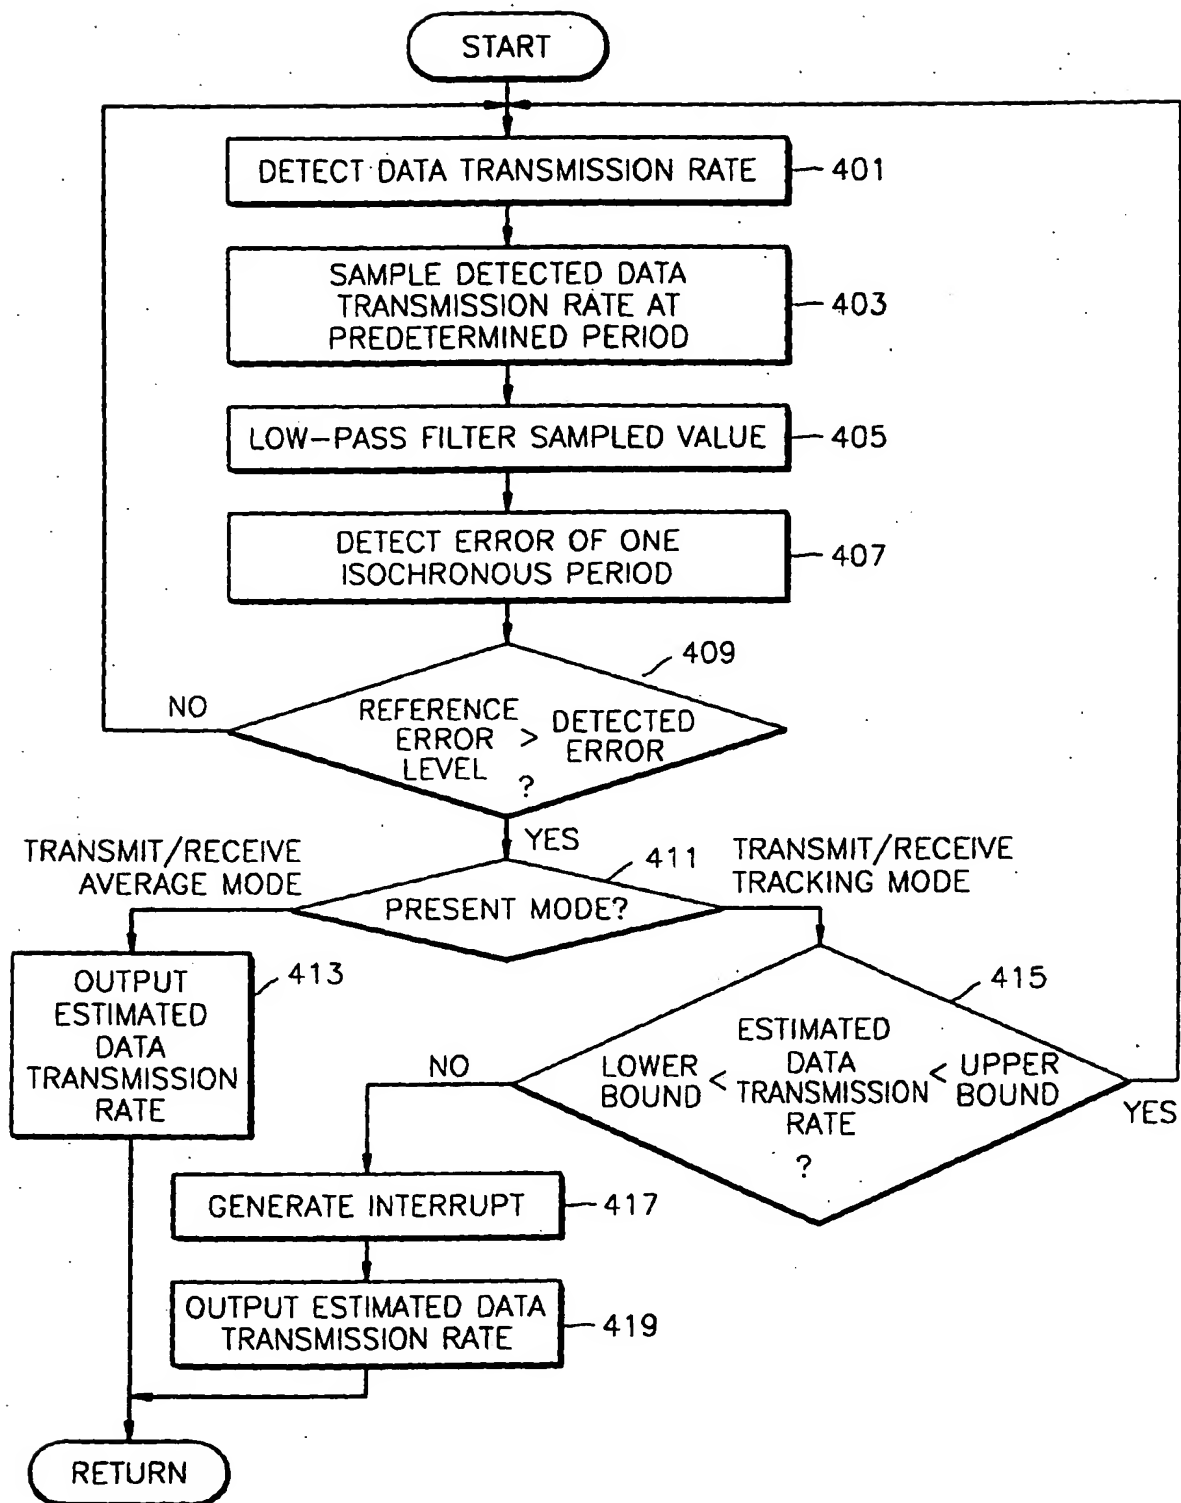 START
DETECT DATA TRANSMISSION RATE
401
SAMPLE DETECTED DATA
TRANSMISSION RATE AT
PREDETERMINED PERIOD
403
LOW-PASS FILTER SAMPLED VALUE
405
DETECT ERROR OF ONE
ISOCHRONOUS PERIOD
407
409
REFERENCE
ERROR
LEVEL
>
DETECTED
ERROR
?
NO
YES
TRANSMIT/RECEIVE
AVERAGE MODE
411
PRESENT MODE?
TRANSMIT/RECEIVE
TRACKING MODE
OUTPUT
ESTIMATED
DATA
TRANSMISSION
RATE
413
415
LOWER
BOUND
<
ESTIMATED
DATA
TRANSMISSION
RATE
<
UPPER
BOUND
?
NO
YES
GENERATE INTERRUPT
417
OUTPUT ESTIMATED DATA
TRANSMISSION RATE
419
RETURN